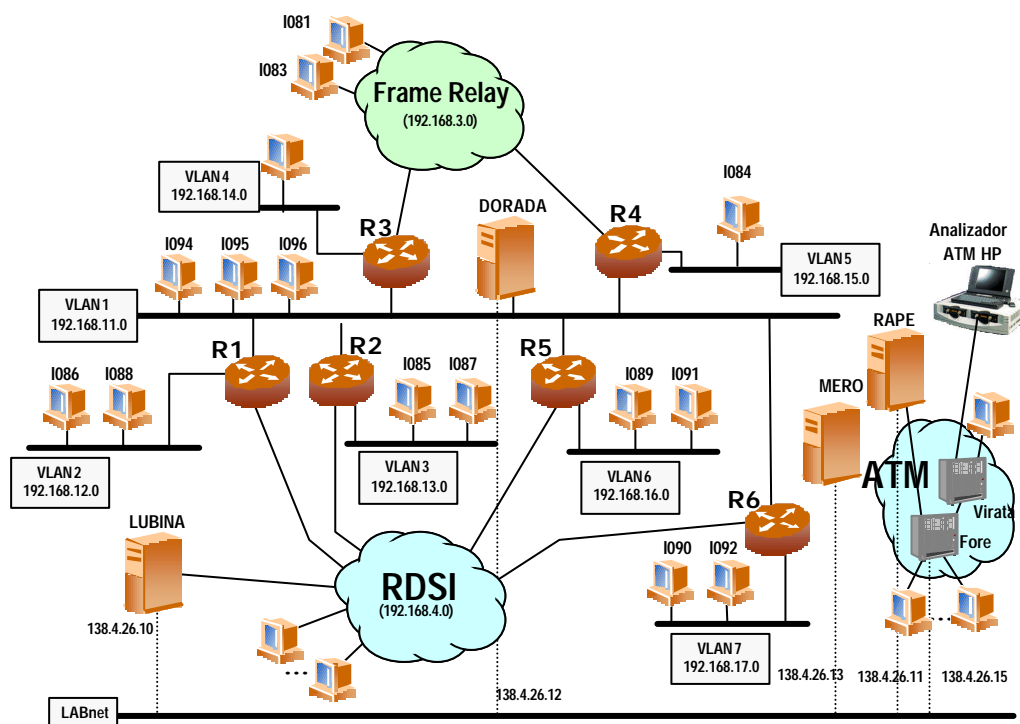 I081
I083
Frame Relay
(192.168.3.0)
VLAN 4
192.168.14.0
I084
DORADA
R3
R4
Analizador
ATM HP
I094
I095
I096
VLAN 5
192.168.15.0
VLAN 1
192.168.11.0
RAPE
R1
R2
R5
I086
I088
I085
I087
I089
I091
MERO
VLAN 2
192.168.12.0
VLAN 3
192.168.13.0
VLAN 6
192.168.16.0
ATM
Virata
Fore
R6
LUBINA
I090
I092
RDSI
(192.168.4.0)
138.4.26.10
...
...
VLAN 7
192.168.17.0
138.4.26.12
138.4.26.13
138.4.26.11
138.4.26.15
LABnet